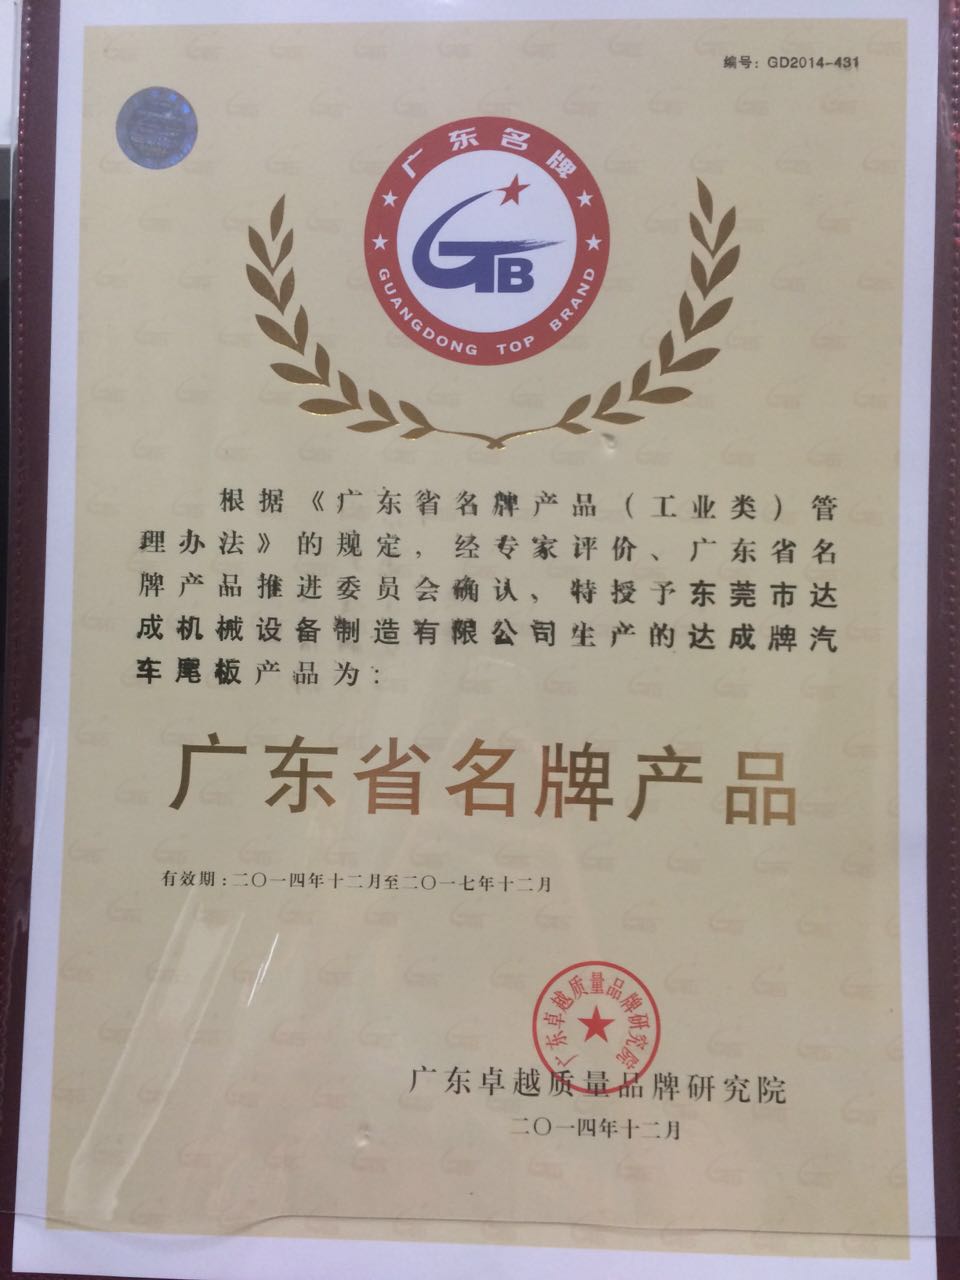 编号：GD2014-431
广东名牌
GTB
GUANGDONG TOP BRAND
根据《广东省名牌产品（工业类）管
理办法》的规定，经专家评价、广东省名
牌产品推进委员会确认、特授予东莞市达
成机械设备制造有限公司生产的达成牌汽
车尾板产品为：
广东省名牌产品
有效期：二〇一四年十二月至二〇一七年十二月
广东卓越质量品牌研究院
广东卓越质量品牌研究院
二〇一四年十二月